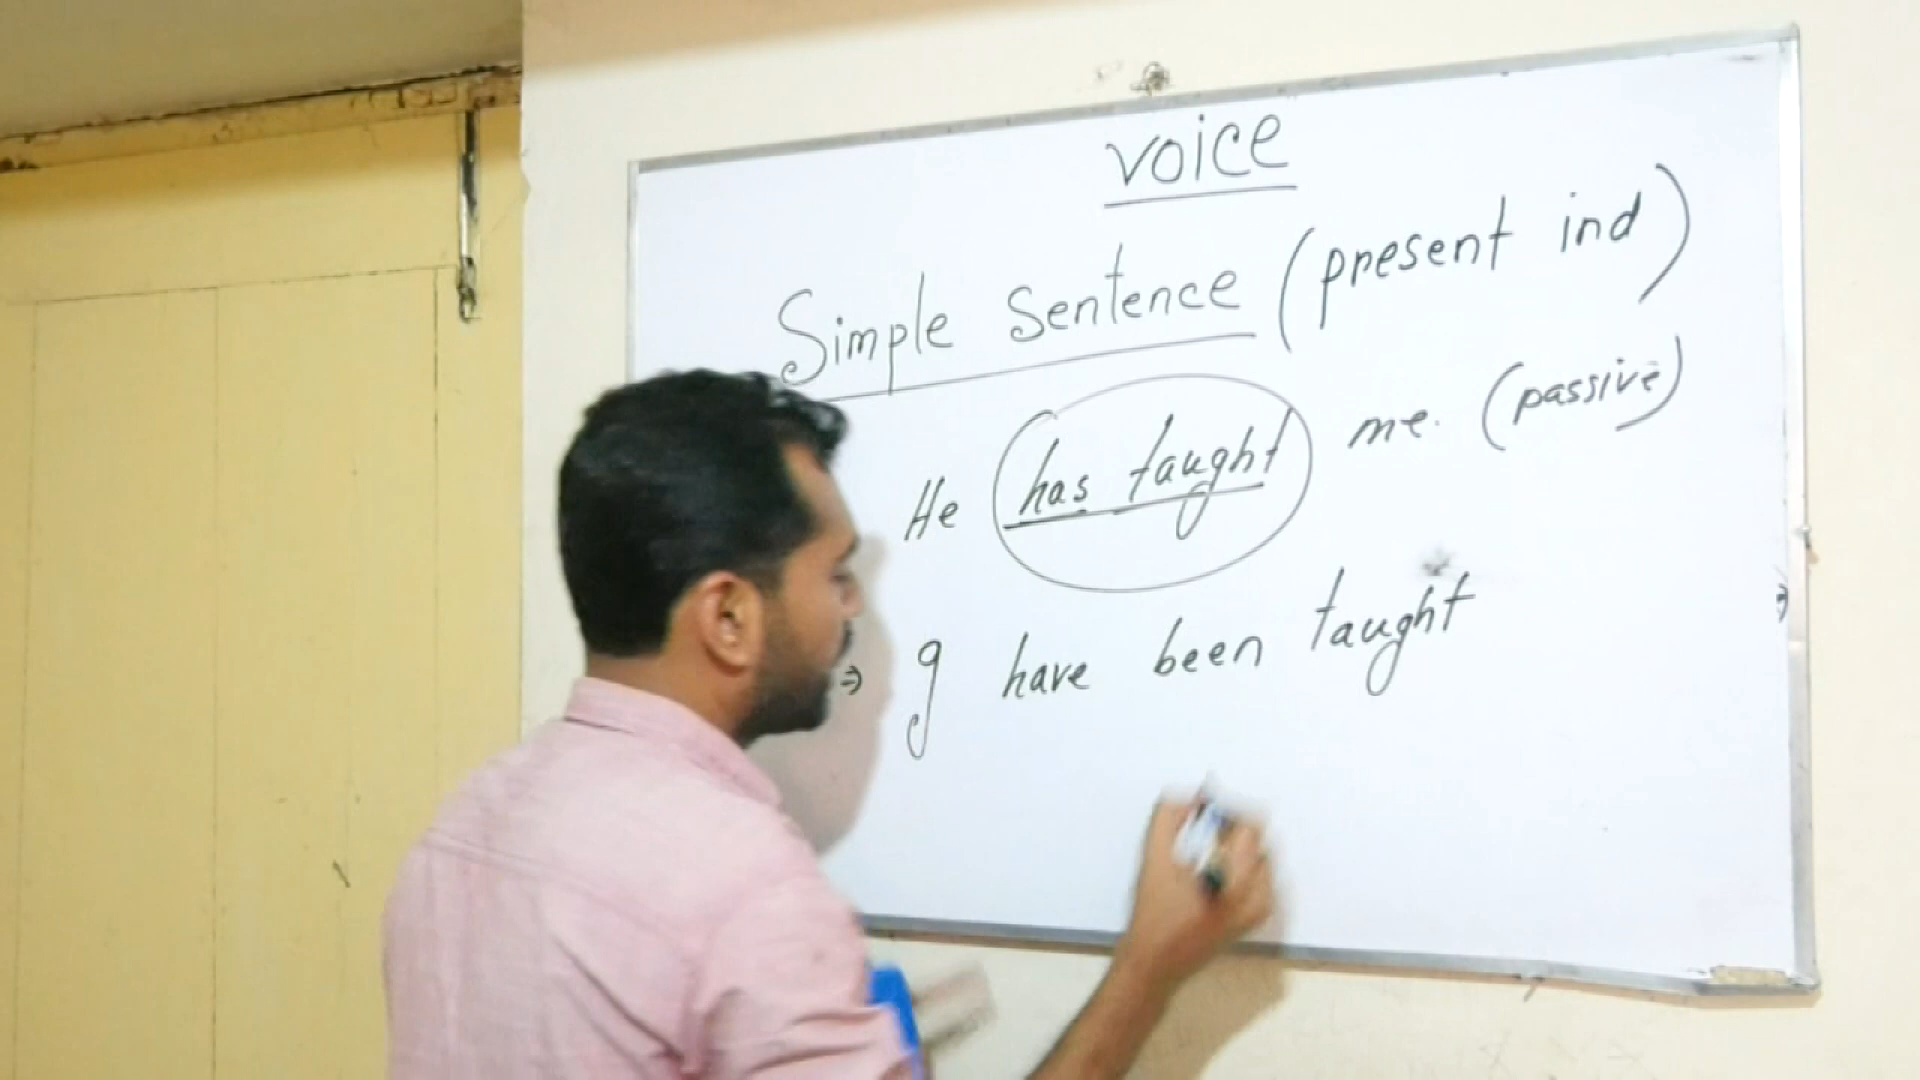 voice
Simple Sentence (present ind)
He has taught me. (passive)
⇒ I have been taught